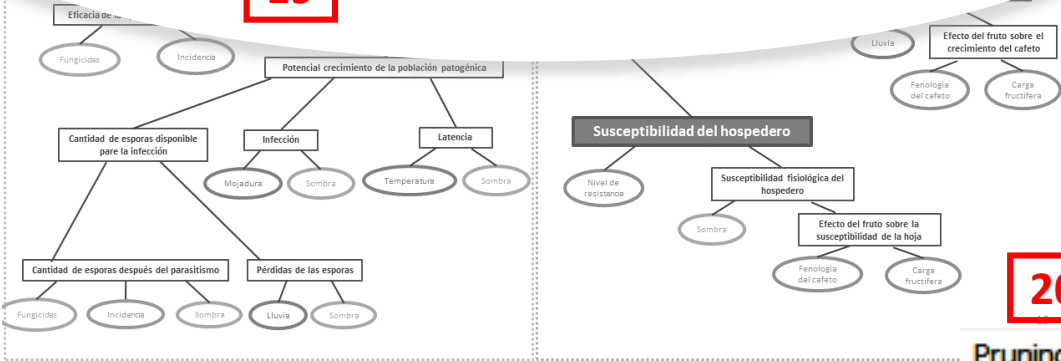 Eficacia de
Fungicidas
Incidencia
Potencial crecimiento de la población patogénica
Cantidad de esporas disponible
pare la infección
Infección
Latencia
Mojadura
Sombra
Temperatura
Sombra
Cantidad de esporas después del parasitismo
Pérdidas de las esporas
Fungicidas
Incidencia
Sombra
Lluvia
Sombra
Lluvia
Efecto del fruto sobre el
crecimiento del cafeto
Fenología
del cafeto
Carga
fructífera
Susceptibilidad del hospedero
Nivel de
resistencia
Susceptibilidad fisiológica del
hospedero
Sombra
Efecto del fruto sobre la
susceptibilidad de la hoja
Fenología
del cafeto
Carga
fructífera